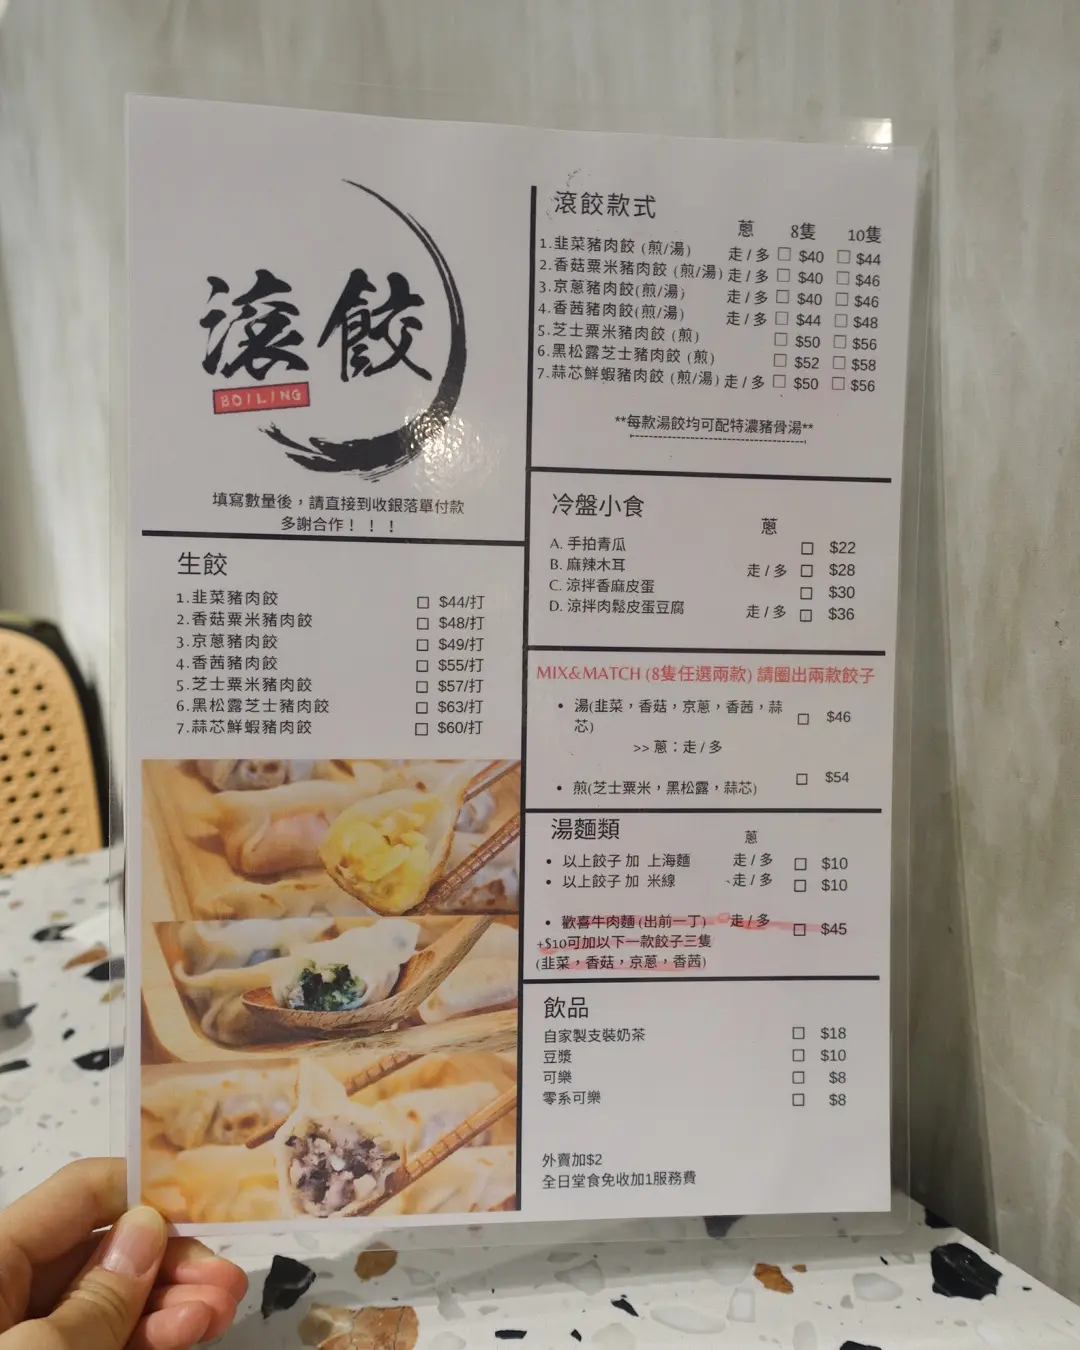 滾餃
BOILING
填寫數量後，請直接到收銀落單付款
多謝合作！！！
生餃
1.韭菜豬肉餃 □ $44/打
2.香菇粟米豬肉餃 □ $48/打
3.京蔥豬肉餃 □ $49/打
4.香茜豬肉餃 □ $55/打
5.芝士粟米豬肉餃 □ $57/打
6.黑松露芝士豬肉餃 □ $63/打
7.蒜芯鮮蝦豬肉餃 □ $60/打
滾餃款式
蔥 8隻 10隻
1.韭菜豬肉餃 (煎/湯) 走/多 □ $40 □ $44
2.香菇粟米豬肉餃 (煎/湯) 走/多 □ $40 □ $46
3.京蔥豬肉餃(煎/湯) 走/多 □ $40 □ $46
4.香茜豬肉餃(煎/湯) 走/多 □ $44 □ $48
5.芝士粟米豬肉餃 (煎) □ $50 □ $56
6.黑松露芝士豬肉餃 (煎) □ $52 □ $58
7.蒜芯鮮蝦豬肉餃 (煎/湯) 走/多 □ $50 □ $56
**每款湯餃均可配特濃豬骨湯**
冷盤小食
蔥
A. 手拍青瓜 □ $22
B. 麻辣木耳 走/多 □ $28
C. 涼拌香麻皮蛋 □ $30
D. 涼拌肉鬆皮蛋豆腐 走/多 □ $36
MIX&MATCH (8隻任選兩款) 請圈出兩款餃子
• 湯(韭菜，香菇，京蔥，香茜，蒜
芯) □ $46
>> 蔥：走/多
• 煎(芝士粟米，黑松露，蒜芯) □ $54
湯麵類 蔥
• 以上餃子 加 上海麵 走/多 □ $10
• 以上餃子 加 米線 走/多 □ $10
• 歡喜牛肉麵 (出前一丁) 走/多 □ $45
+$10可加以下一款餃子三隻
(韭菜，香菇，京蔥，香茜)
飲品
自家製支裝奶茶 □ $18
豆漿 □ $10
可樂 □ $8
零系可樂 □ $8
外賣加$2
全日堂食免收加1服務費